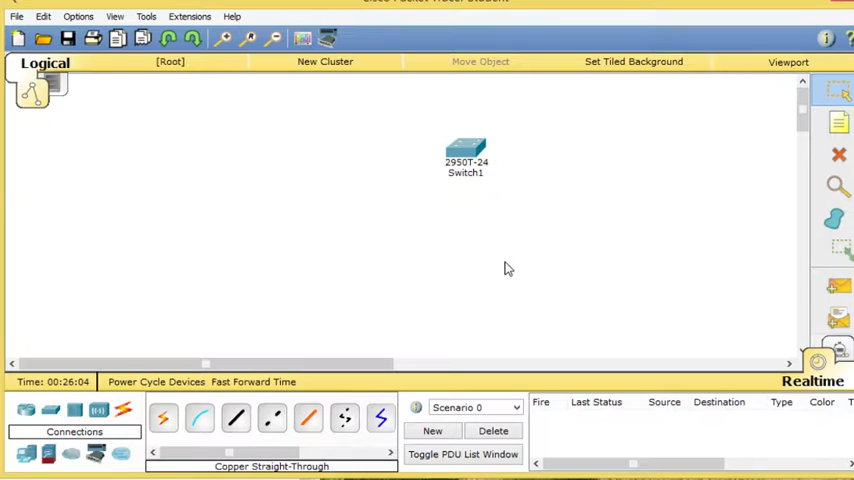 File Edit Options View Tools Extensions Help
Logical [Root] New Cluster Move Object Set Tiled Background Viewport
2950T-24
Switch1
Time: 00:26:04 Power Cycle Devices Fast Forward Time Realtime
Scenario 0
Fire Last Status Source Destination Type Color
New Delete
Connections
Toggle PDU List Window
Copper Straight-Through